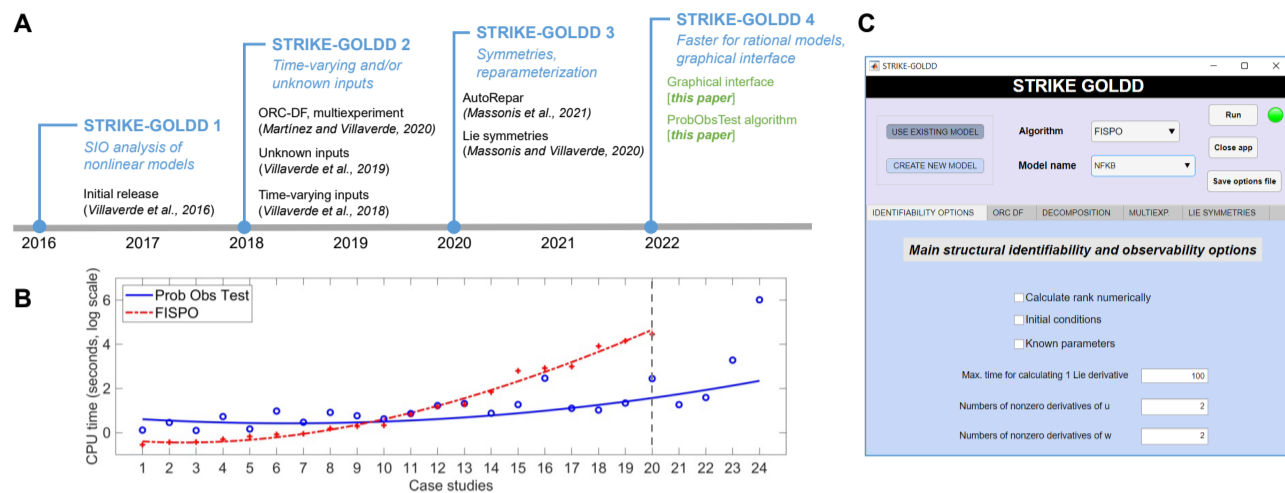 A
STRIKE-GOLDD 1
SIO analysis of
nonlinear models
Initial release
(Villaverde et al., 2016)
STRIKE-GOLDD 2
Time-varying and/or
unknown inputs
ORC-DF, multiexperiment
(Martínez and Villaverde, 2020)
Unknown inputs
(Villaverde et al., 2019)
Time-varying inputs
(Villaverde et al., 2018)
STRIKE-GOLDD 3
Symmetries,
reparameterization
AutoRepar
(Massonis et al., 2021)
Lie symmetries
(Massonis and Villaverde, 2020)
STRIKE-GOLDD 4
Faster for rational models,
graphical interface
Graphical interface
[this paper]
ProbObsTest algorithm
[this paper]
2016 2017 2018 2019 2020 2021 2022
B
CPU time (seconds, log scale)
6
4
2
0
Prob Obs Test
FISPO
1 2 3 4 5 6 7 8 9 10 11 12 13 14 15 16 17 18 19 20 21 22 23 24
Case studies
C
STRIKE-GOLDD
STRIKE GOLDD
USE EXISTING MODEL
CREATE NEW MODEL
Algorithm FISPO
Model name NFKB
Run
Close app
Save options file
IDENTIFIABILITY OPTIONS ORC DF DECOMPOSITION MULTIEXP. LIE SYMMETRIES
Main structural identifiability and observability options
Calculate rank numerically
Initial conditions
Known parameters
Max. time for calculating 1 Lie derivative 100
Numbers of nonzero derivatives of u 2
Numbers of nonzero derivatives of w 2